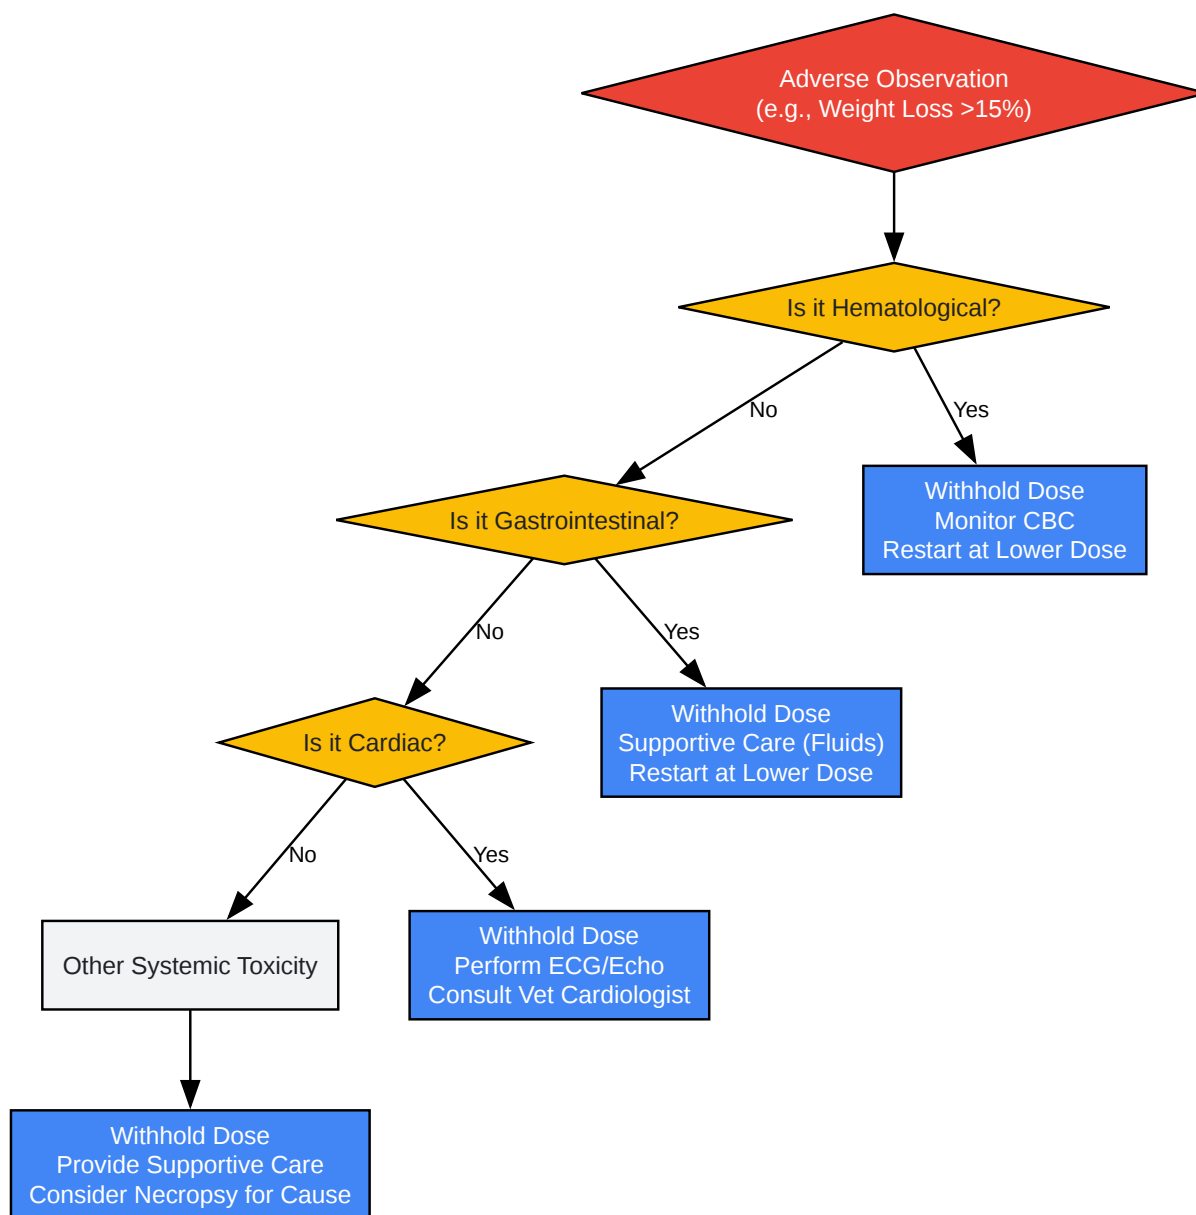 Adverse Observation
(e.g., Weight Loss >15%)
Is it Hematological?
No
Yes
Is it Gastrointestinal?
Withhold Dose
Monitor CBC
Restart at Lower Dose
No
Yes
Is it Cardiac?
Withhold Dose
Supportive Care (Fluids)
Restart at Lower Dose
No
Yes
Other Systemic Toxicity
Withhold Dose
Perform ECG/Echo
Consult Vet Cardiologist
Withhold Dose
Provide Supportive Care
Consider Necropsy for Cause